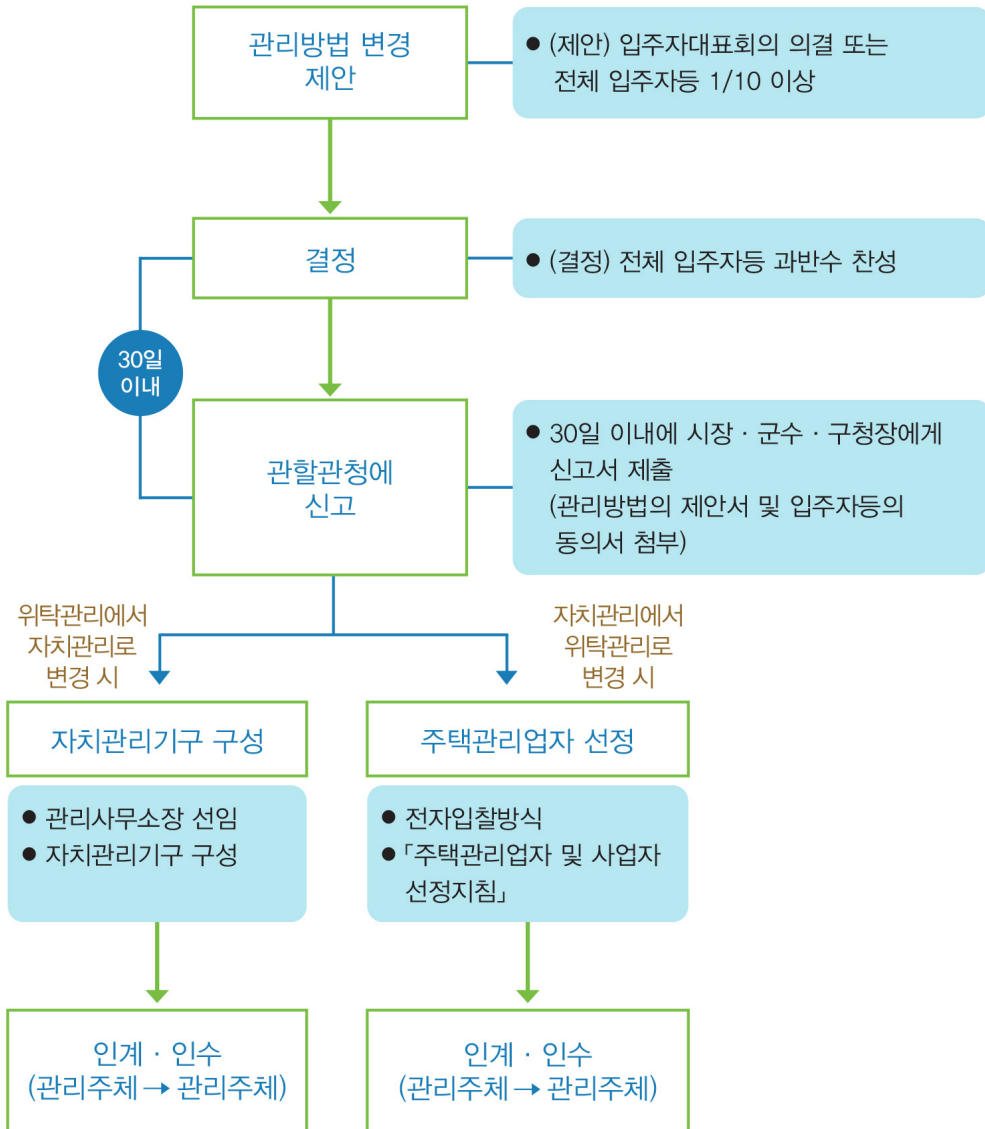 관리방법 변경
제안
● (제안) 입주자대표회의 의결 또는
전체 입주자등 1/10 이상
결정
● (결정) 전체 입주자등 과반수 찬성
30일
이내
관할관청에
신고
● 30일 이내에 시장 · 군수 · 구청장에게
신고서 제출
(관리방법의 제안서 및 입주자등의
동의서 첨부)
위탁관리에서
자치관리로
변경 시
자치관리에서
위탁관리로
변경 시
자치관리기구 구성
주택관리업자 선정
● 관리사무소장 선임
● 자치관리기구 구성
● 전자입찰방식
● 「주택관리업자 및 사업자
선정지침」
인계 · 인수
(관리주체 → 관리주체)
인계 · 인수
(관리주체 → 관리주체)